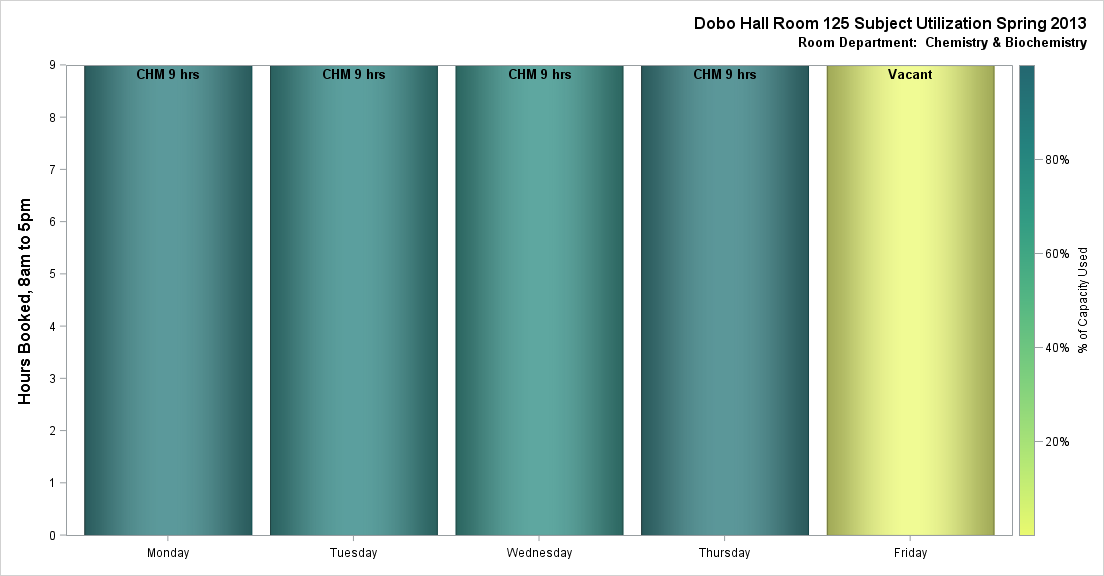 Dobo Hall Room 125 Subject Utilization Spring 2013
Room Department: Chemistry & Biochemistry
Hours Booked, 8am to 5pm
9
8
7
6
5
4
3
2
1
0
CHM 9 hrs
CHM 9 hrs
CHM 9 hrs
CHM 9 hrs
Vacant
Monday
Tuesday
Wednesday
Thursday
Friday
80%
60%
40%
20%
% of Capacity Used